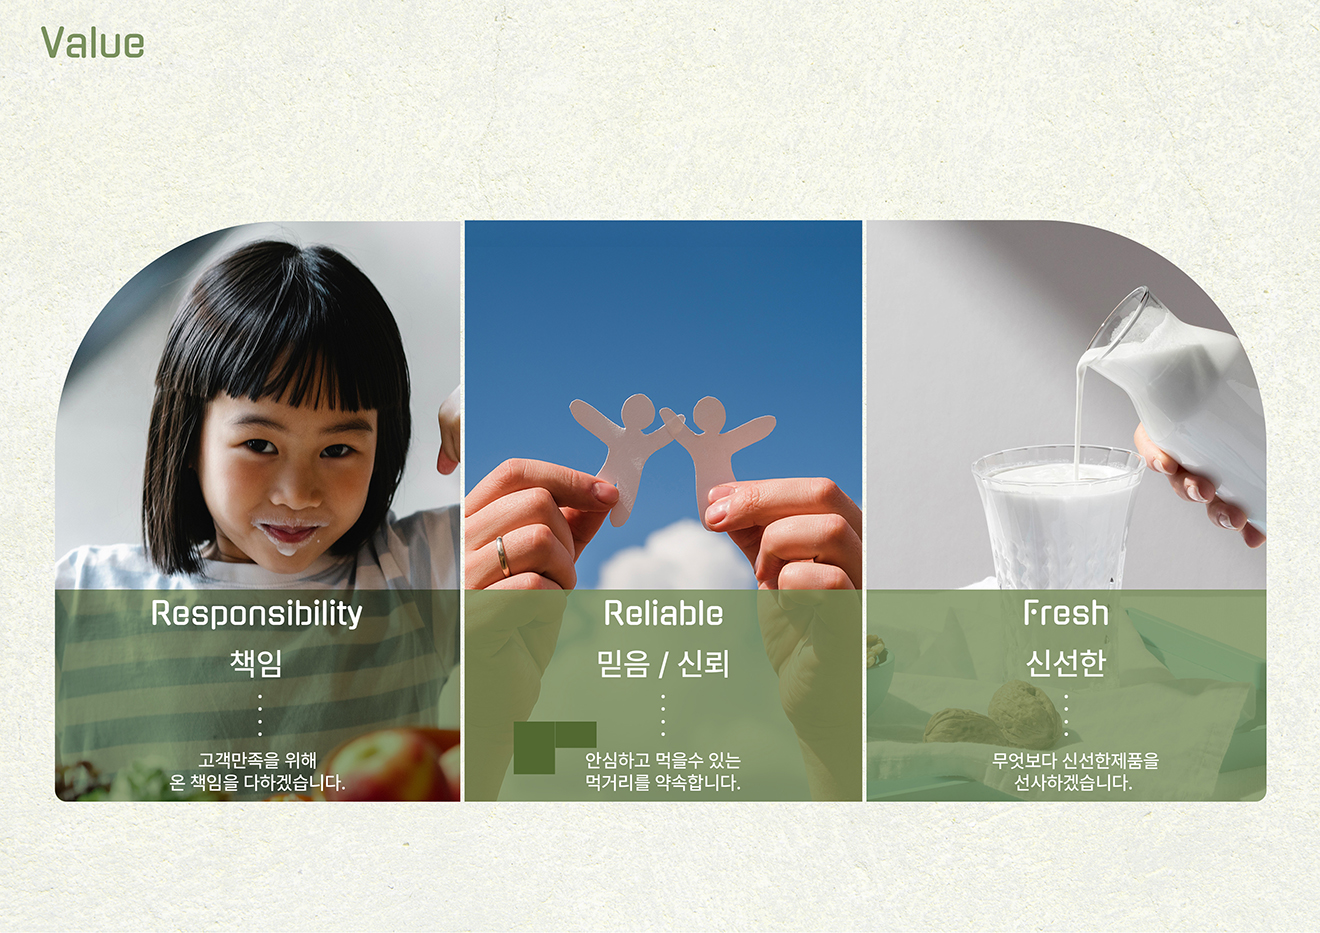 Value
Responsibility
책임
고객만족을 위해
온 책임을 다하겠습니다.
Reliable
믿음 / 신뢰
안심하고 먹을수 있는
먹거리를 약속합니다.
Fresh
신선한
무엇보다 신선한제품을
선사하겠습니다.